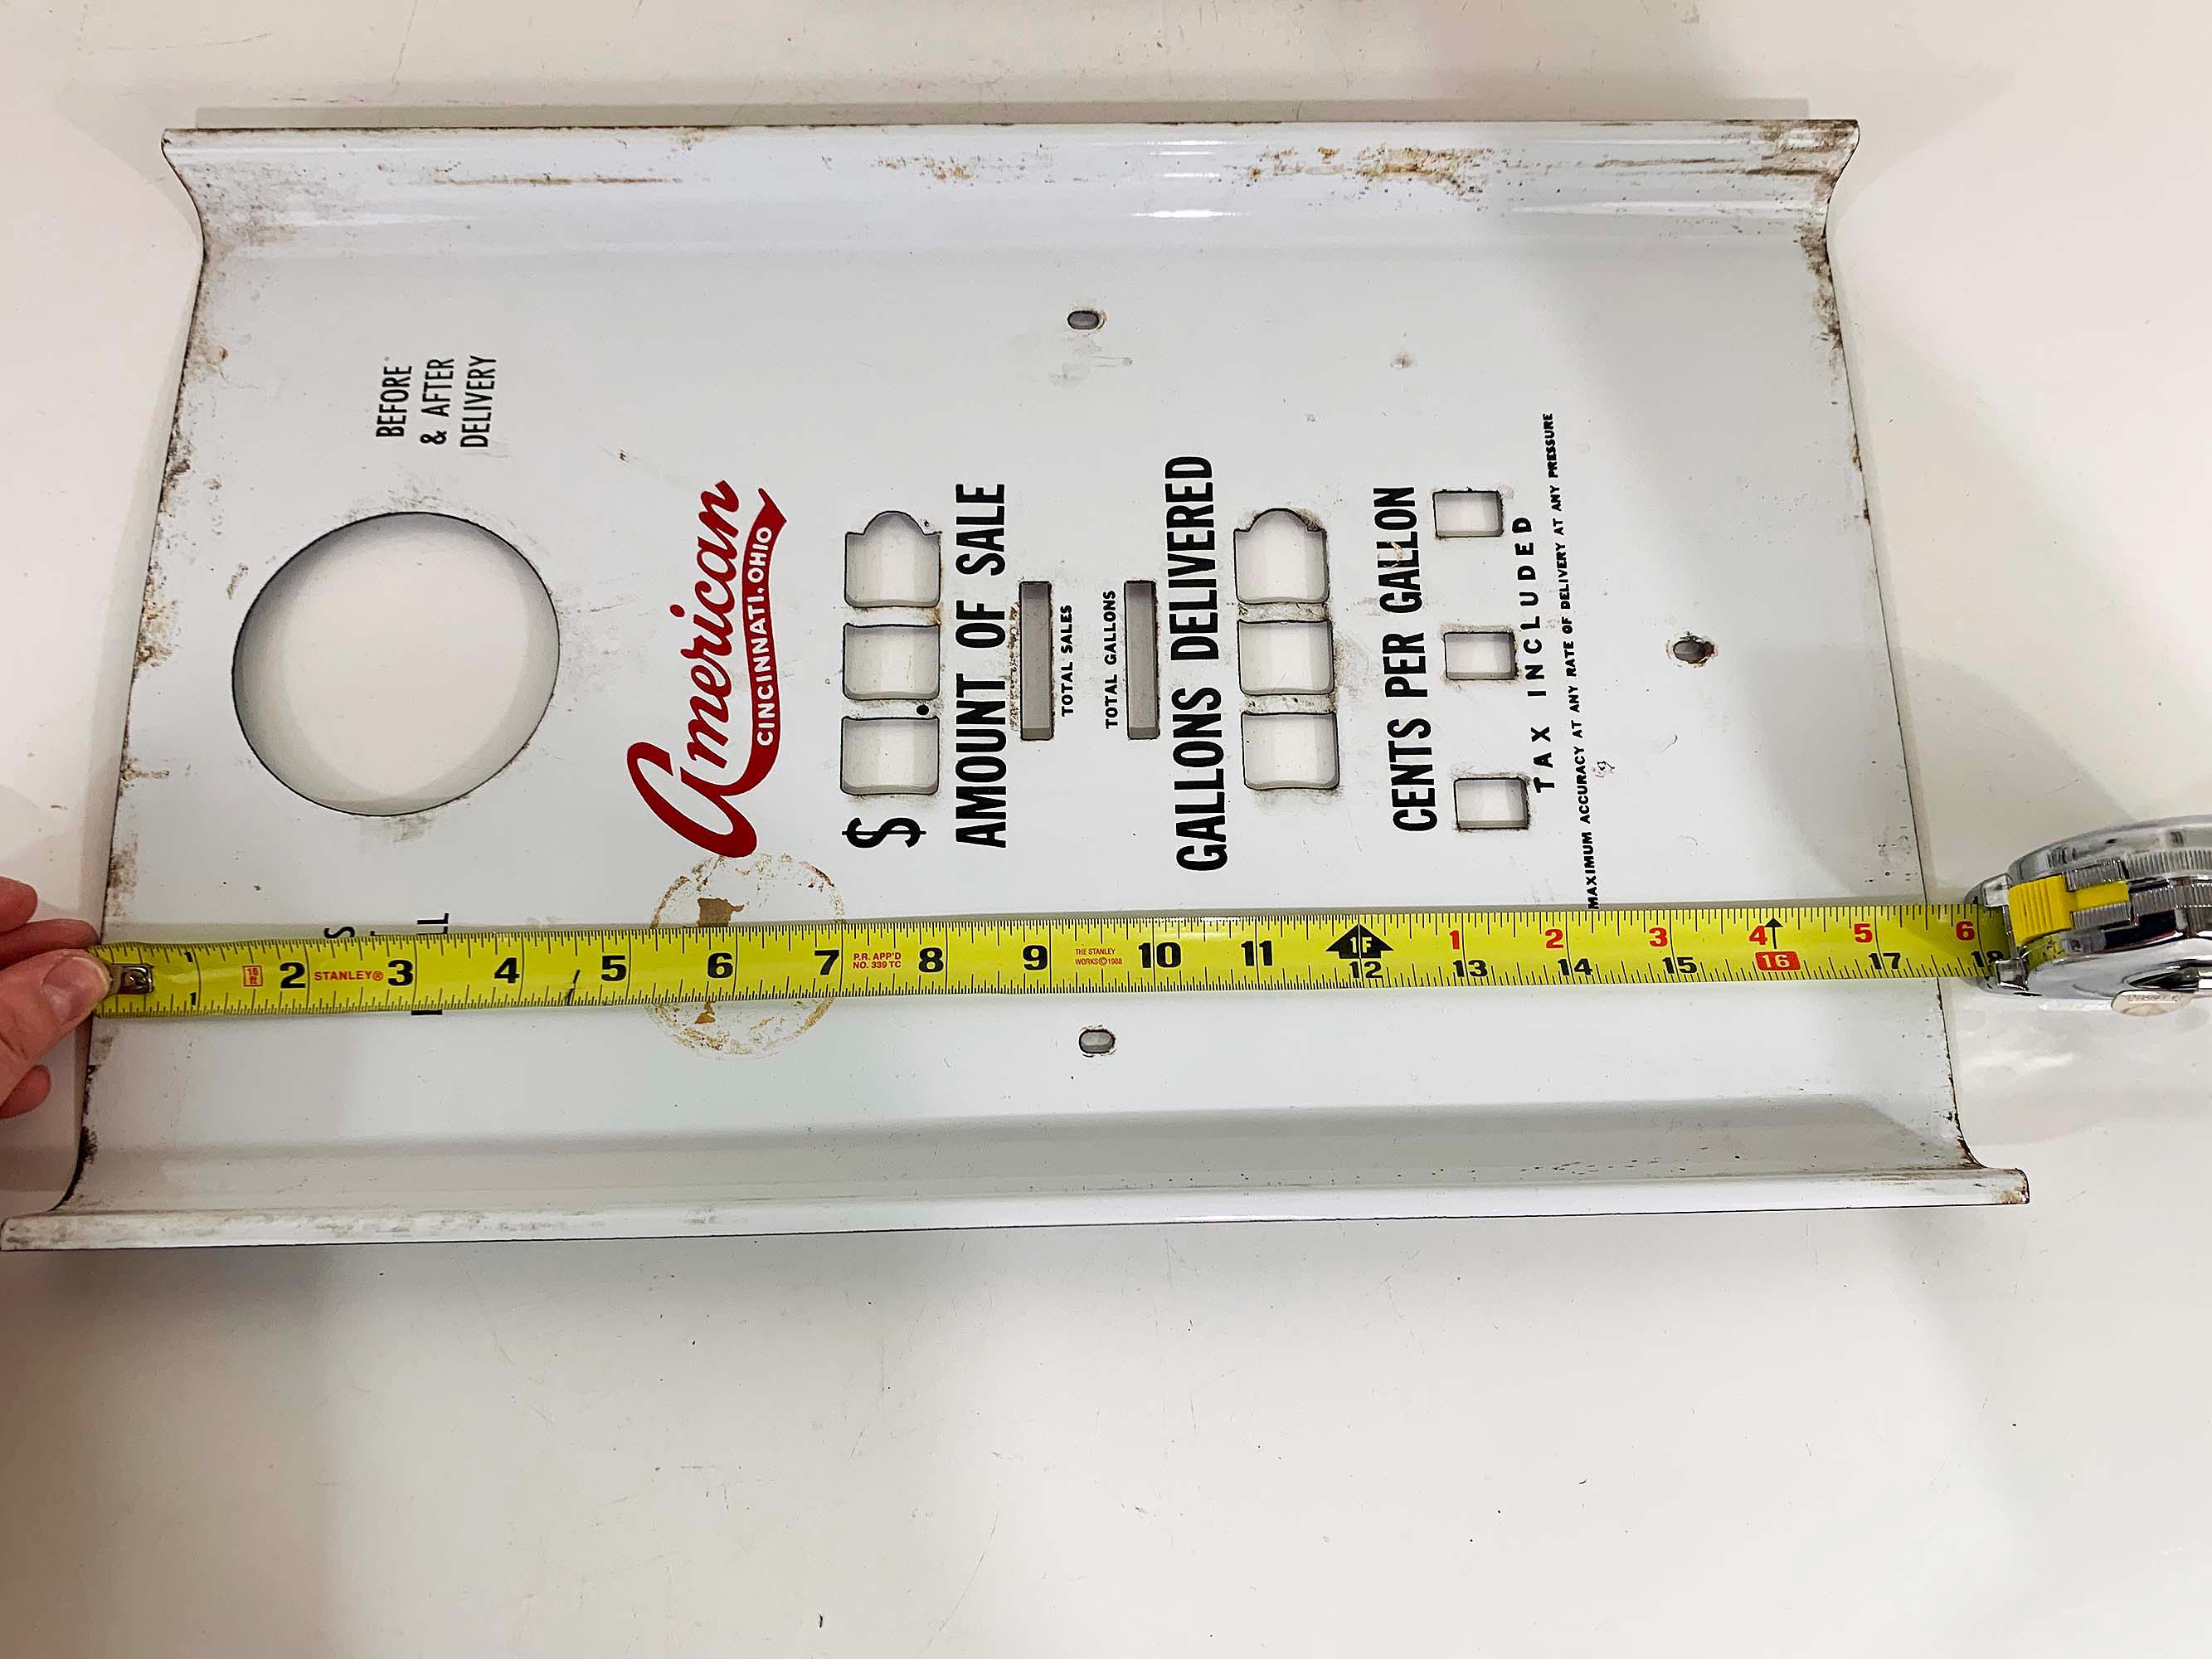 BEFORE
& AFTER
DELIVERY
American
CINCINNATI, OHIO
$
AMOUNT OF SALE
TOTAL SALES
TOTAL GALLONS
GALLONS DELIVERED
CENTS PER GALLON
TAX INCLUDED
MAXIMUM ACCURACY AT ANY RATE OF DELIVERY AT ANY PRESSURE
1 2 3 4 5 6 7 8 9 10 11 1F 1 2 3 4 5 6
1 12 13 14 15 16 17 18
16 ft
STANLEY®
P.R. APP'D
NO. 339 TC
THE STANLEY
WORKS©1988